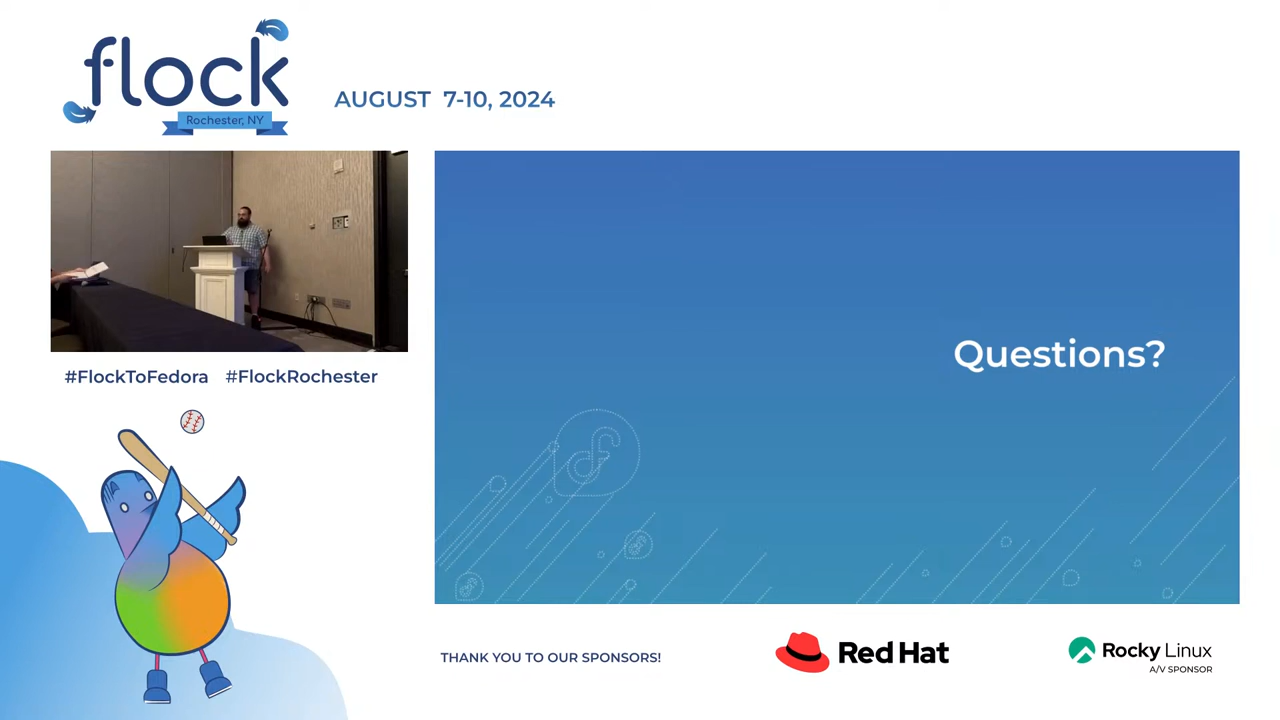 flock
Rochester, NY
AUGUST 7-10, 2024
#FlockToFedora #FlockRochester
Questions?
THANK YOU TO OUR SPONSORS!
Red Hat
Rocky Linux
A/V SPONSOR